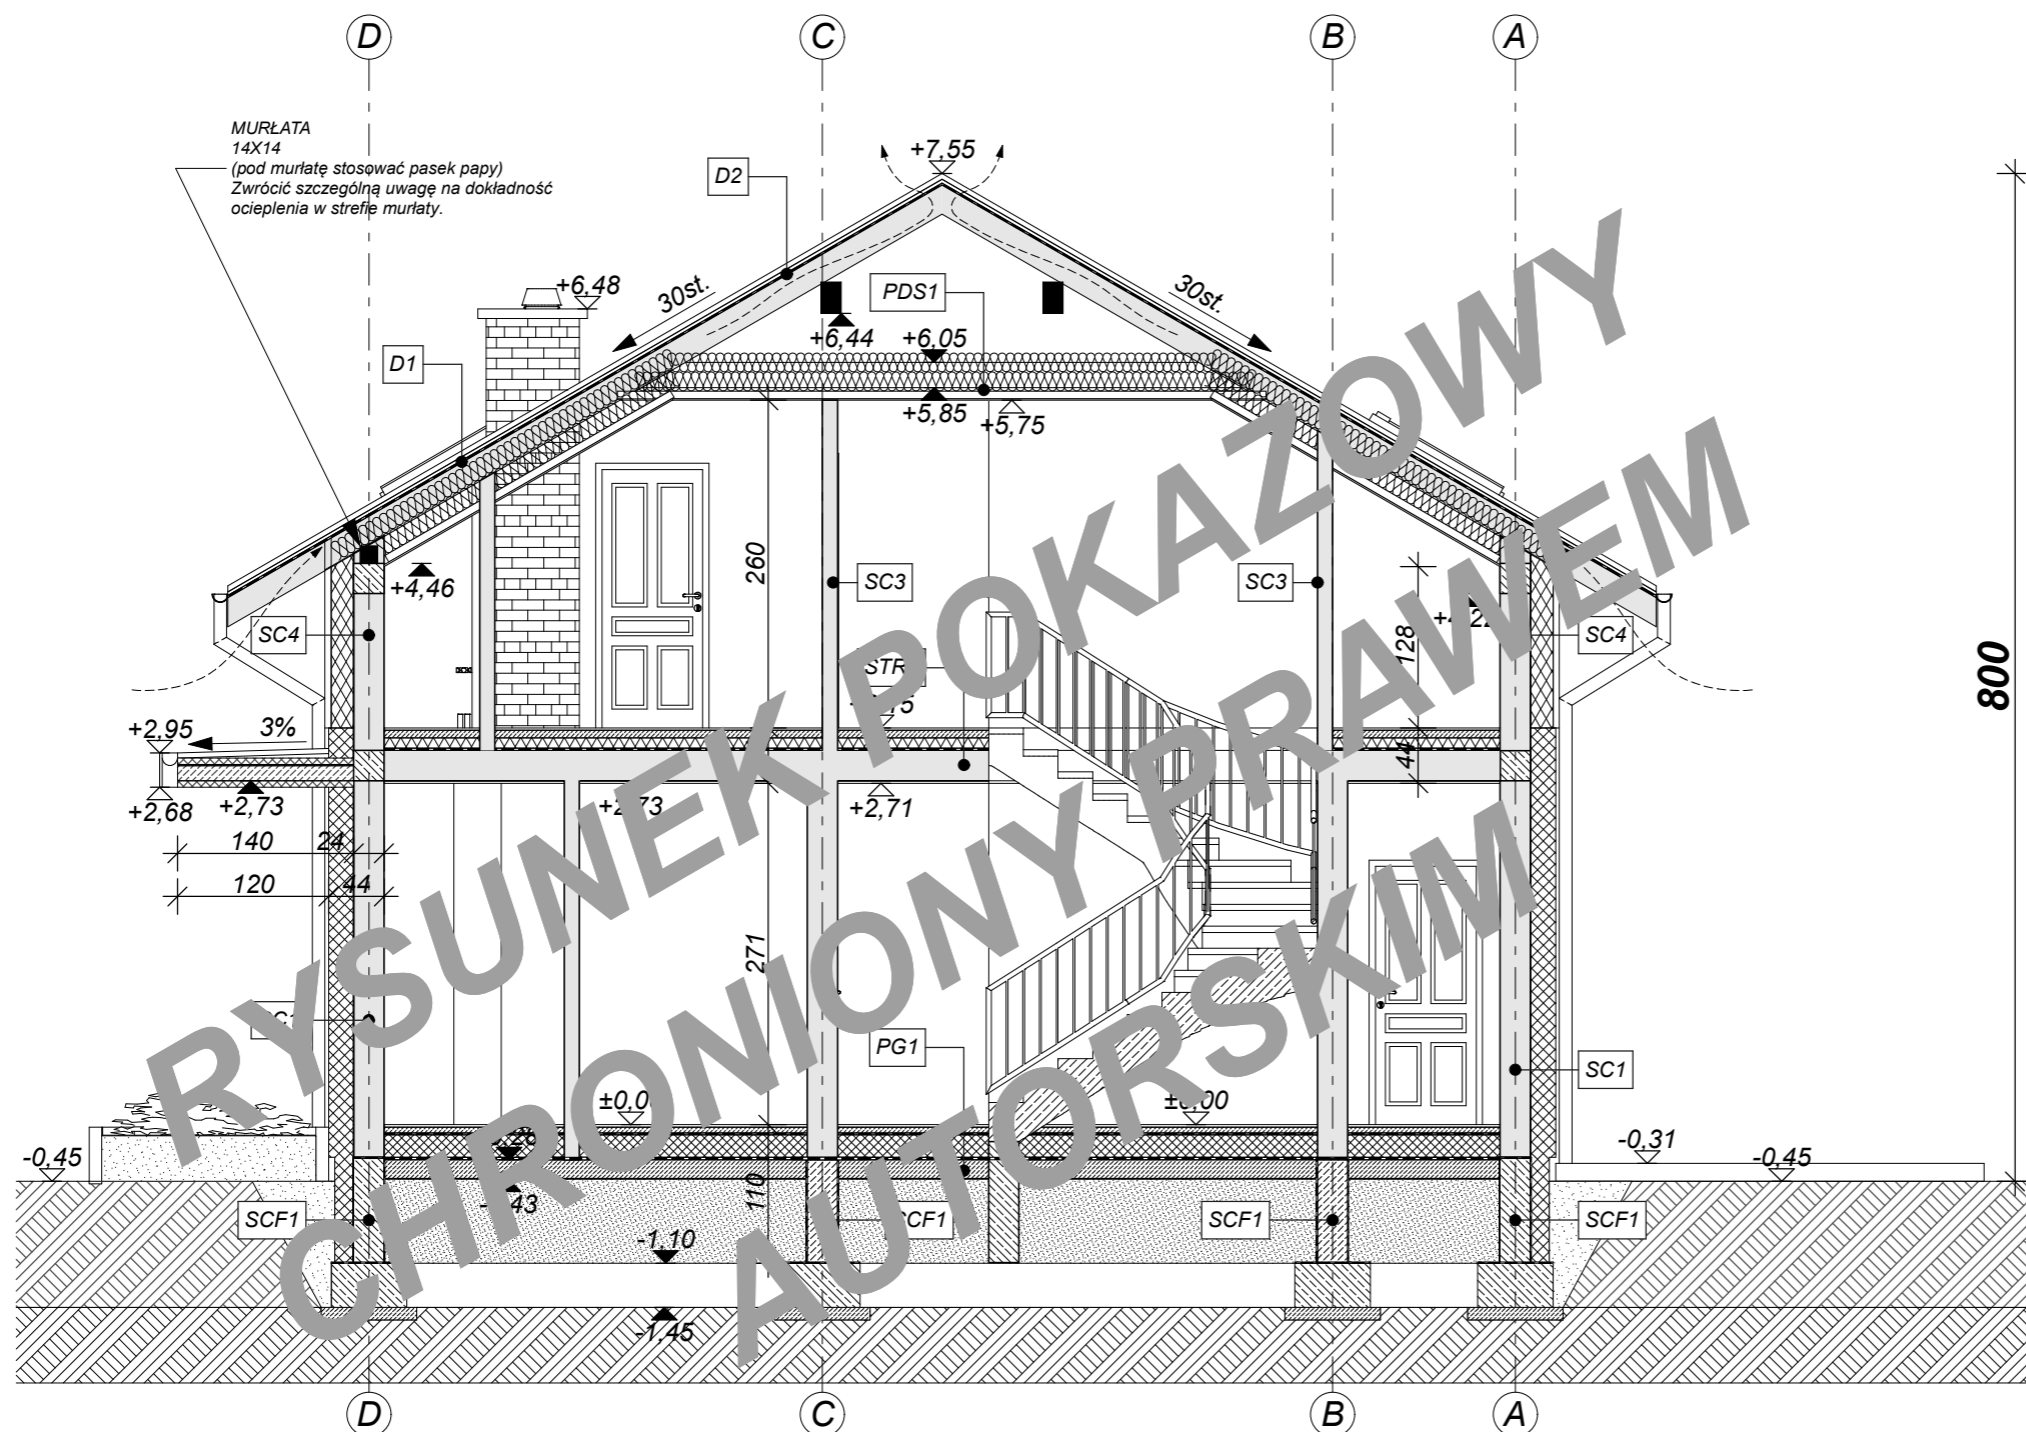 D
C
B
A
MURŁATA
14X14
(pod murłatę stosować pasek papy)
Zwrócić szczególną uwagę na dokładność
ocieplenia w strefie murłaty.
+7,55
D2
+6,48
30st.
PDS1
30st.
+6,44
+6,05
D1
+5,85
+5,75
260
SC3
SC3
+4,46
SC4
128
SC4
STR
800
+2,95
3%
44
+2,68
+2,73
+2,71
140
24
120
44
271
PG1
SC1
±0,00
-0,31
-0,45
-0,45
110
SCF1
SCF1
SCF1
-1,10
-1,45
RYSUNEK POKAZOWY
CHRONIONY PRAWEM
AUTORSKIM
D
C
B
A